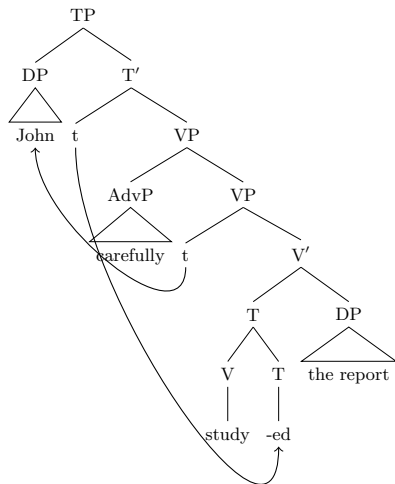 TP
DP T′
John t VP
AdvP VP
carefully t V′
T DP
V T the report
study -ed